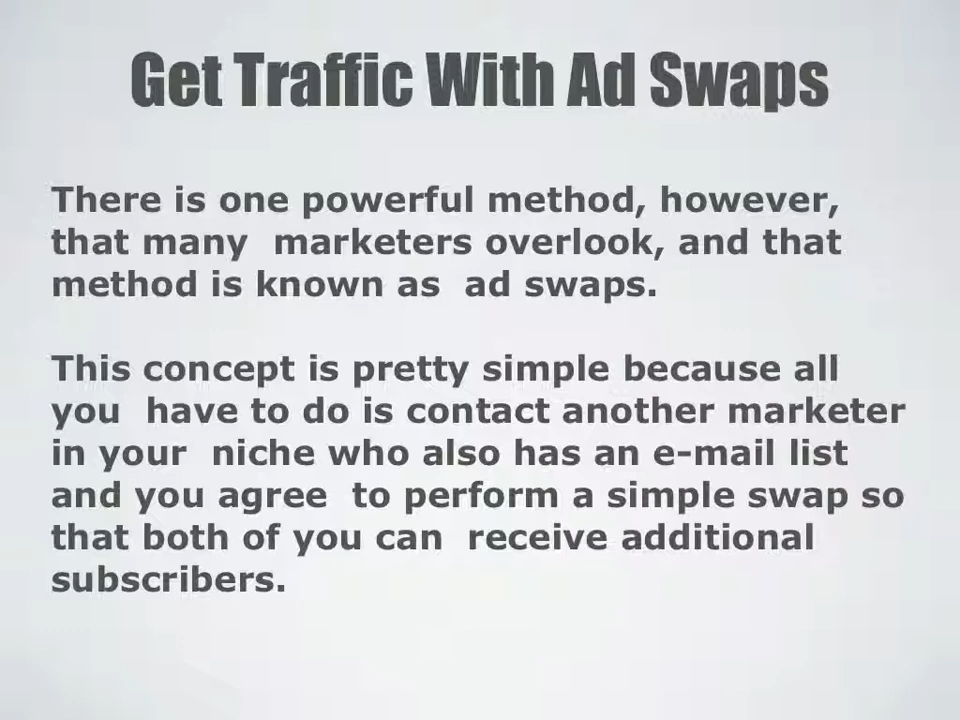 Get Traffic With Ad Swaps
There is one powerful method, however,
that many  marketers overlook, and that
method is known as  ad swaps.
This concept is pretty simple because all
you  have to do is contact another marketer
in your  niche who also has an e-mail list
and you agree  to perform a simple swap so
that both of you can  receive additional
subscribers.